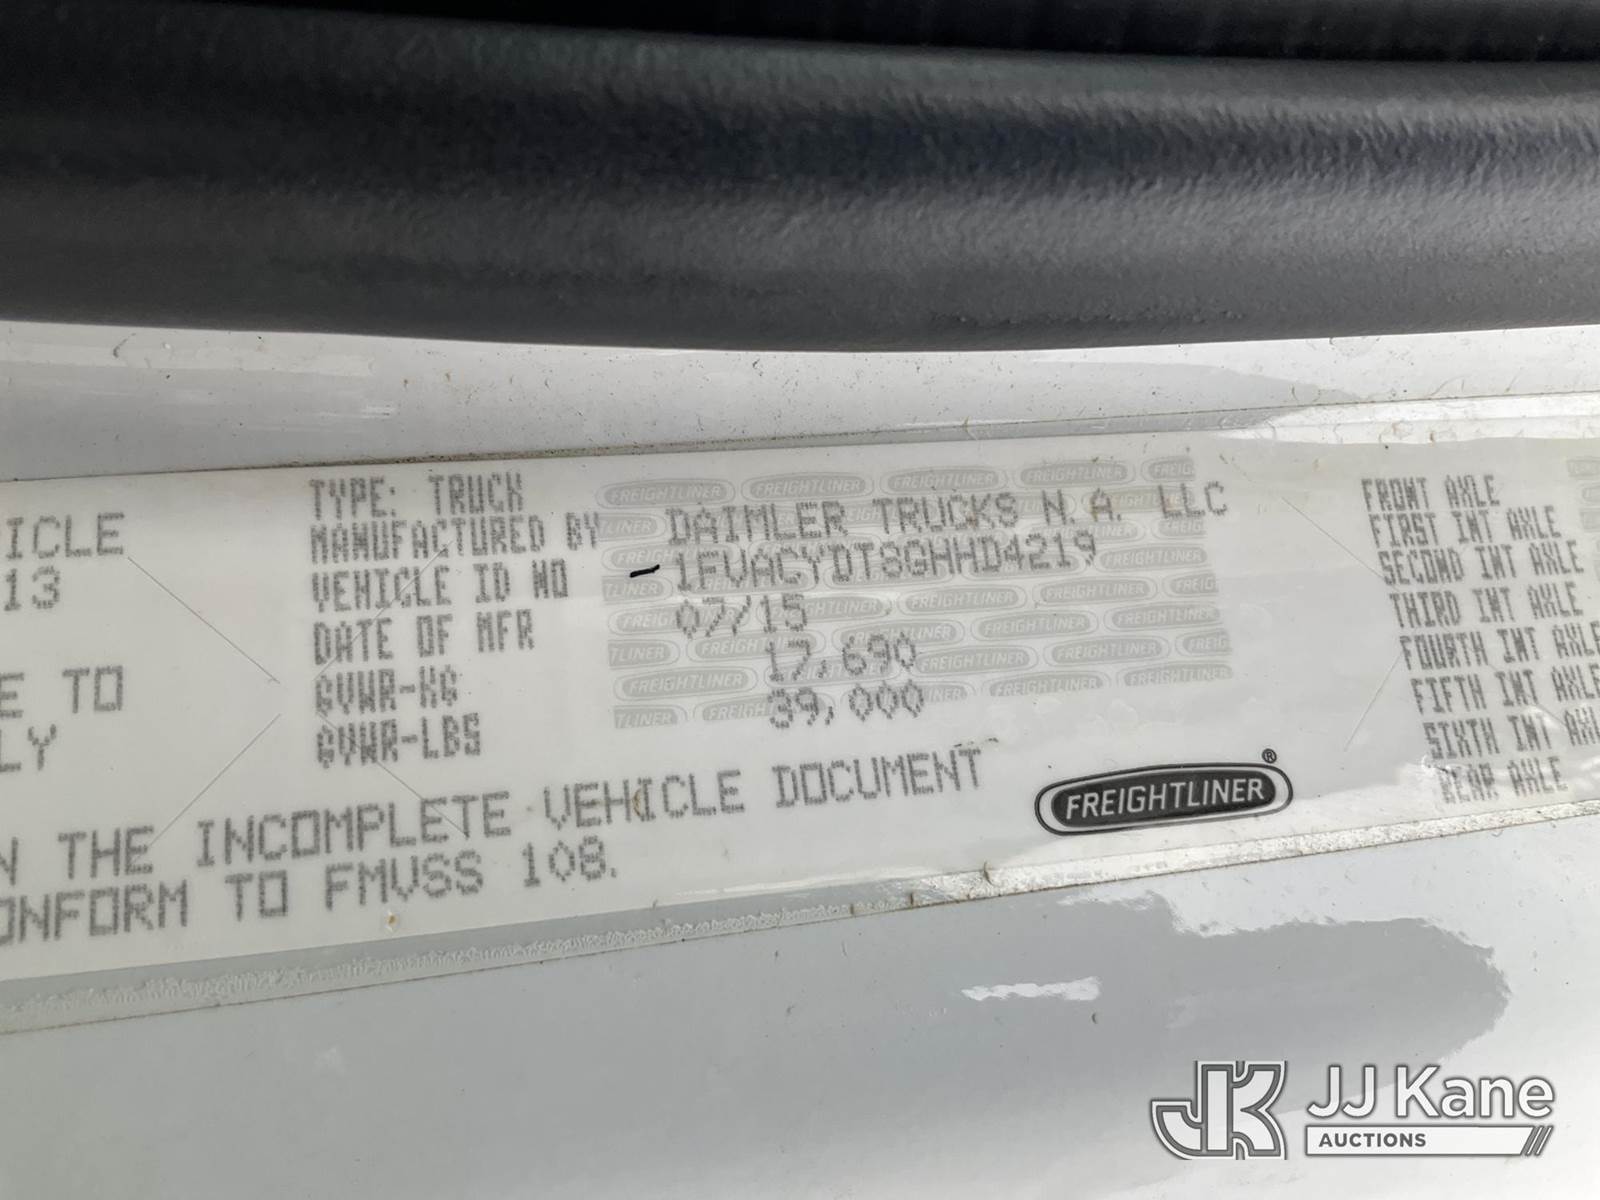 ICLE
13
E TO
LY
N THE INCOMPLETE VEHICLE DOCUMENT
ONFORM TO FMVSS 108.
TYPE: TRUCK
MANUFACTURED BY DAIMLER TRUCKS N.A. LLC
VEHICLE ID NO 1FVACYDT8GHHD4219
DATE OF MFR 07/15
GVWR-KG 17,690
GVWR-LBS 39,000
FREIGHTLINER®
FRONT AXLE
FIRST INT AXLE
SECOND INT AXLE
THIRD INT AXLE
FOURTH INT AXLE
FIFTH INT AXLE
SIXTH INT AXL
REAR AXLE
JK JJ Kane
AUCTIONS